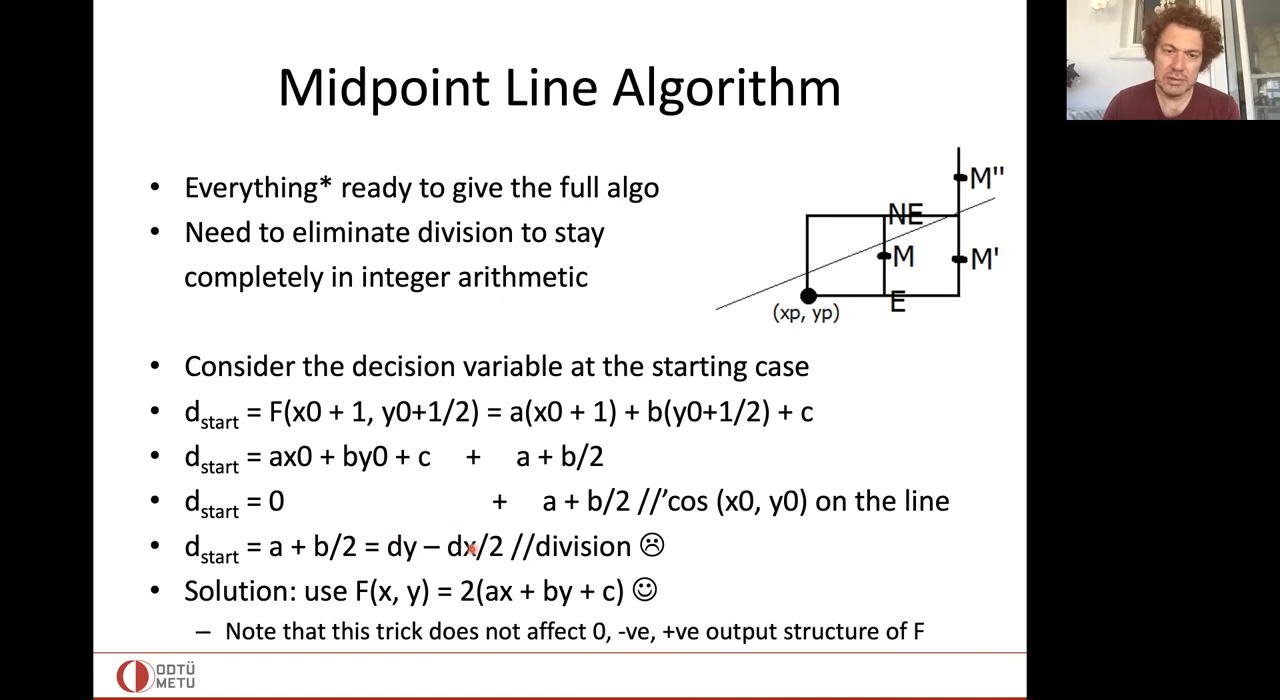 Midpoint Line Algorithm
• Everything* ready to give the full algo
• Need to eliminate division to stay
completely in integer arithmetic
M''
NE
M
M'
E
(xp, yp)
• Consider the decision variable at the starting case
• dstart = F(x0 + 1, y0+1/2) = a(x0 + 1) + b(y0+1/2) + c
• dstart = ax0 + by0 + c + a + b/2
• dstart = 0 + a + b/2 //’cos (x0, y0) on the line
• dstart = a + b/2 = dy – dx/2 //division ☹
• Solution: use F(x, y) = 2(ax + by + c) ☺
– Note that this trick does not affect 0, -ve, +ve output structure of F
ODTÜ
METU